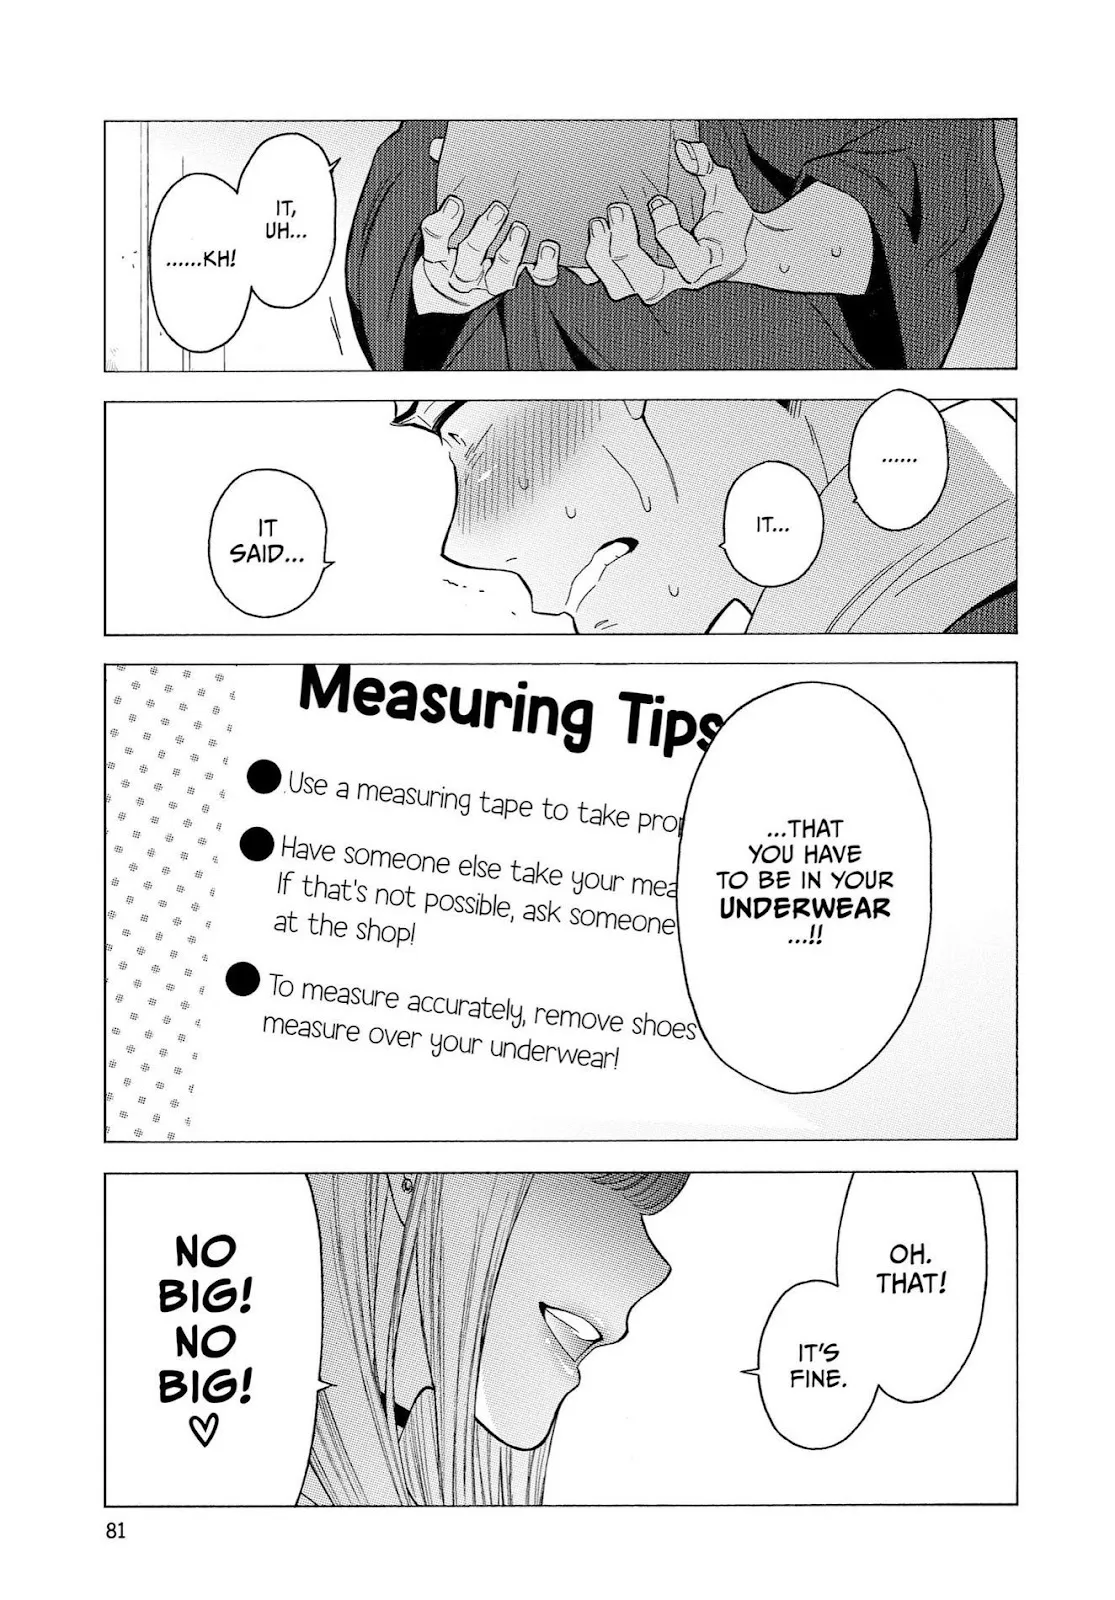 IT,
UH...
......KH!
......
IT...
IT
SAID...
...THAT
YOU HAVE
TO BE IN YOUR
UNDERWEAR
...!!
Measuring Tips
Use a measuring tape to take
Have someone else take your
If that's not possible, ask someone
at the shop!
To measure accurately, remove shoes
measure over your underwear!
OH.
THAT!
IT'S
FINE.
NO
BIG!
NO
BIG!
♡
81